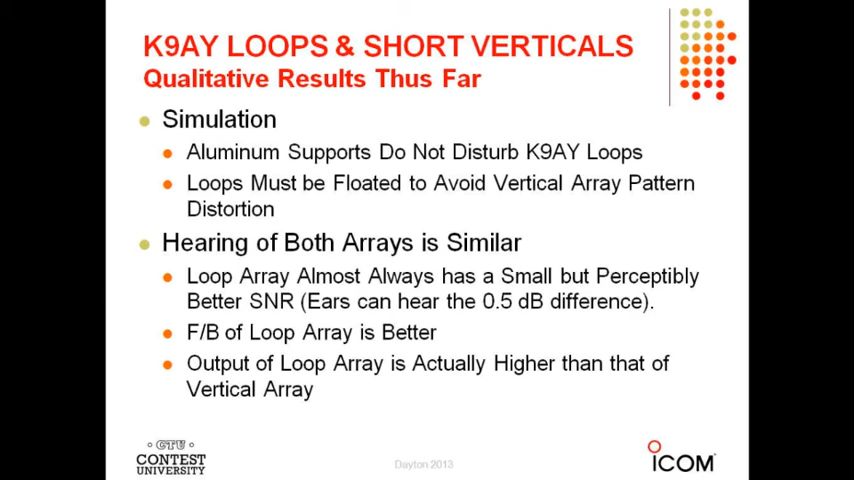 K9AY LOOPS & SHORT VERTICALS
Qualitative Results Thus Far
Simulation
Aluminum Supports Do Not Disturb K9AY Loops
Loops Must be Floated to Avoid Vertical Array Pattern
Distortion
Hearing of Both Arrays is Similar
Loop Array Almost Always has a Small but Perceptibly
Better SNR (Ears can hear the 0.5 dB difference).
F/B of Loop Array is Better
Output of Loop Array is Actually Higher than that of
Vertical Array
CTU
CONTEST
UNIVERSITY
Dayton 2013
ICOM